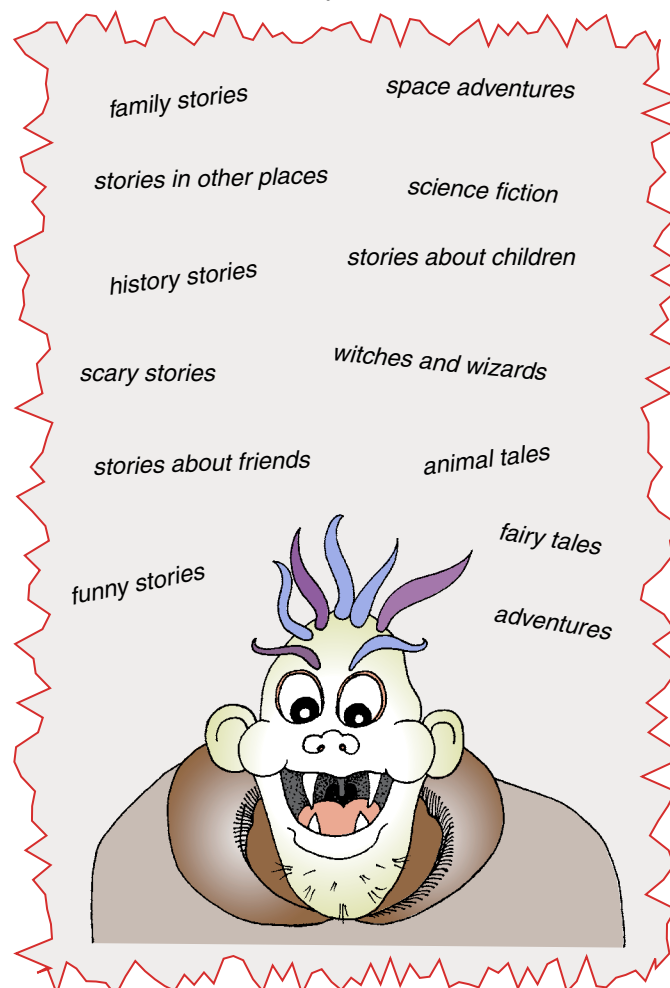 family stories
space adventures
stories in other places
science fiction
history stories
stories about children
scary stories
witches and wizards
stories about friends
animal tales
funny stories
fairy tales
adventures